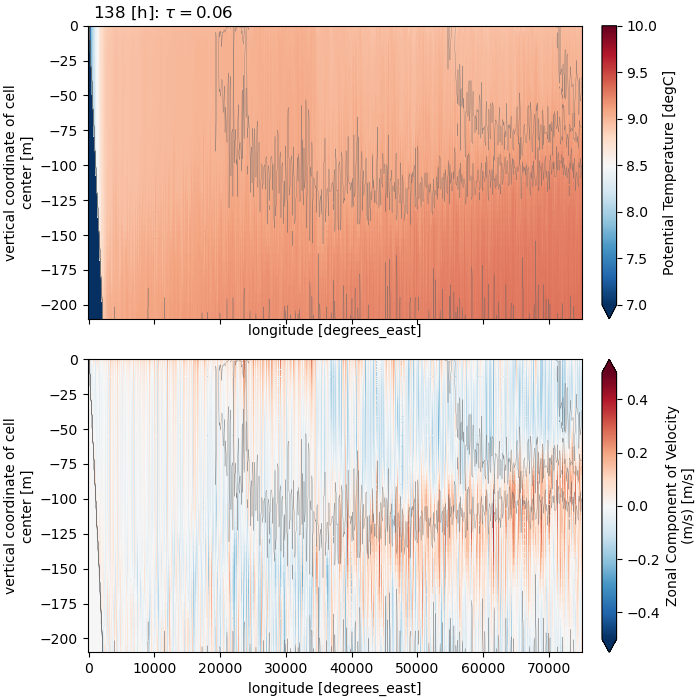 138 [h]: τ = 0.06
0
−25
−50
−75
−100
−125
−150
−175
−200
vertical coordinate of cell
center [m]
longitude [degrees_east]
10.0
9.5
9.0
8.5
8.0
7.5
7.0
Potential Temperature [degC]
0
−25
−50
−75
−100
−125
−150
−175
−200
vertical coordinate of cell
center [m]
0 10000 20000 30000 40000 50000 60000 70000
longitude [degrees_east]
0.4
0.2
0.0
−0.2
−0.4
Zonal Component of Velocity
(m/s) [m/s]